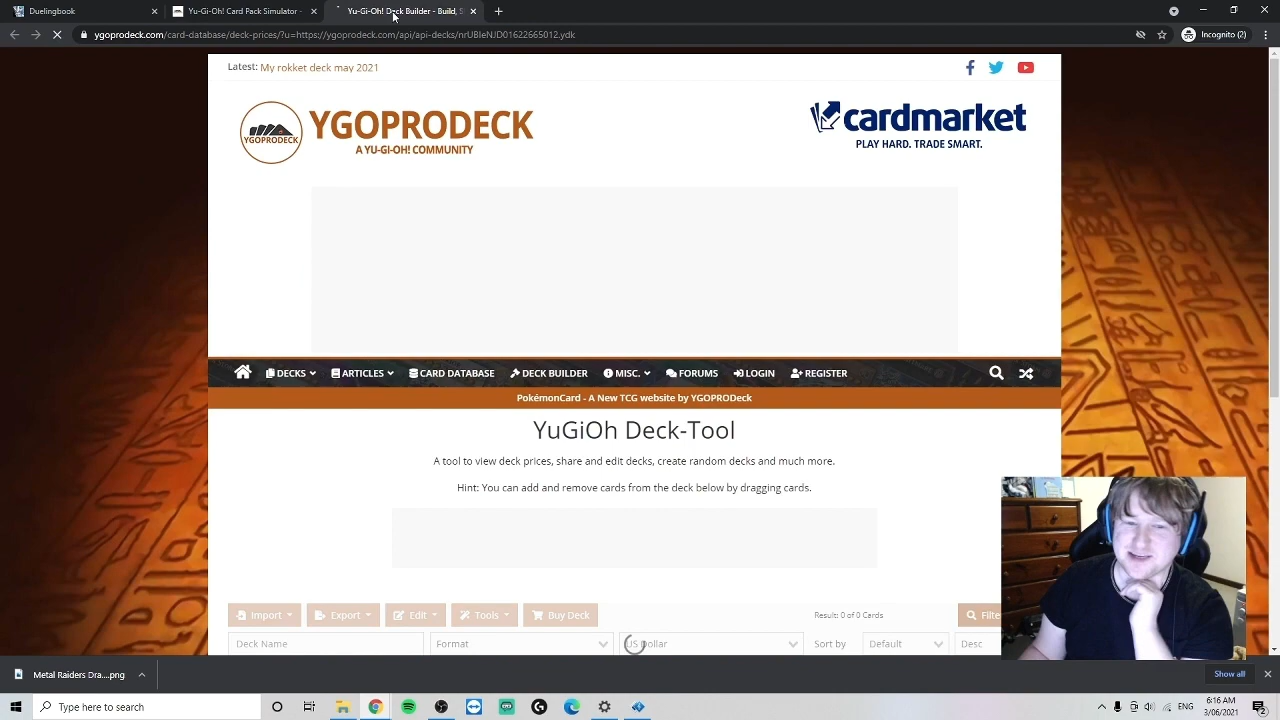 Duelingbook
Yu-Gi-Oh! Card Pack Simulator -
Yu-Gi-Oh! Deck Builder - Build, S
ygoprodeck.com/card-database/deck-prices/?u=https://ygoprodeck.com/api/api-decks/nrUBIeNJD01622665012.ydk
Incognito (2)
Latest: My rokket deck may 2021
YGOPRODECK
YGOPRODECK
A YU-GI-OH! COMMUNITY
cardmarket
PLAY HARD. TRADE SMART.
DECKS ARTICLES CARD DATABASE DECK BUILDER MISC. FORUMS LOGIN REGISTER
PokémonCard - A New TCG website by YGOPRODeck
YuGiOh Deck-Tool
A tool to view deck prices, share and edit decks, create random decks and much more.
Hint: You can add and remove cards from the deck below by dragging cards.
Import Export Edit Tools Buy Deck Result: 0 of 0 Cards Filte
Deck Name Format US Dollar Sort by Default Desc
Metal Raiders Dra....png Show all
Type here to search
ENG
6:16 AM
3/06/2021
2